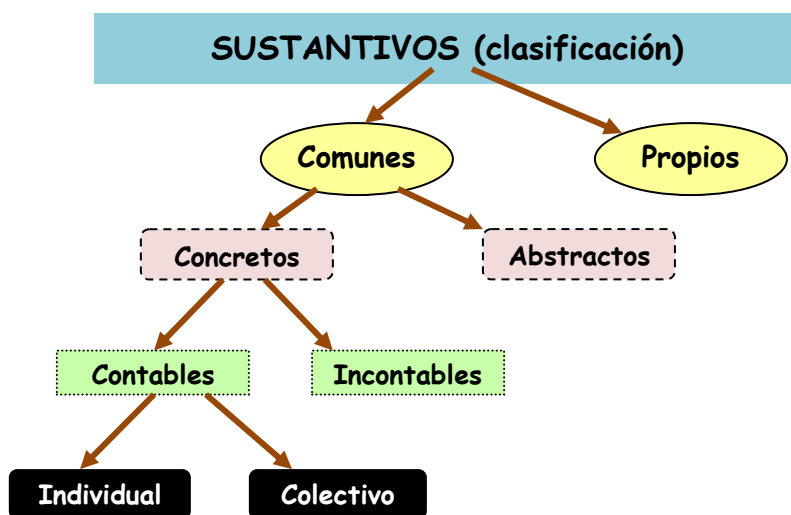 SUSTANTIVOS (clasificación)
Comunes
Propios
Concretos
Abstractos
Contables
Incontables
Individual
Colectivo